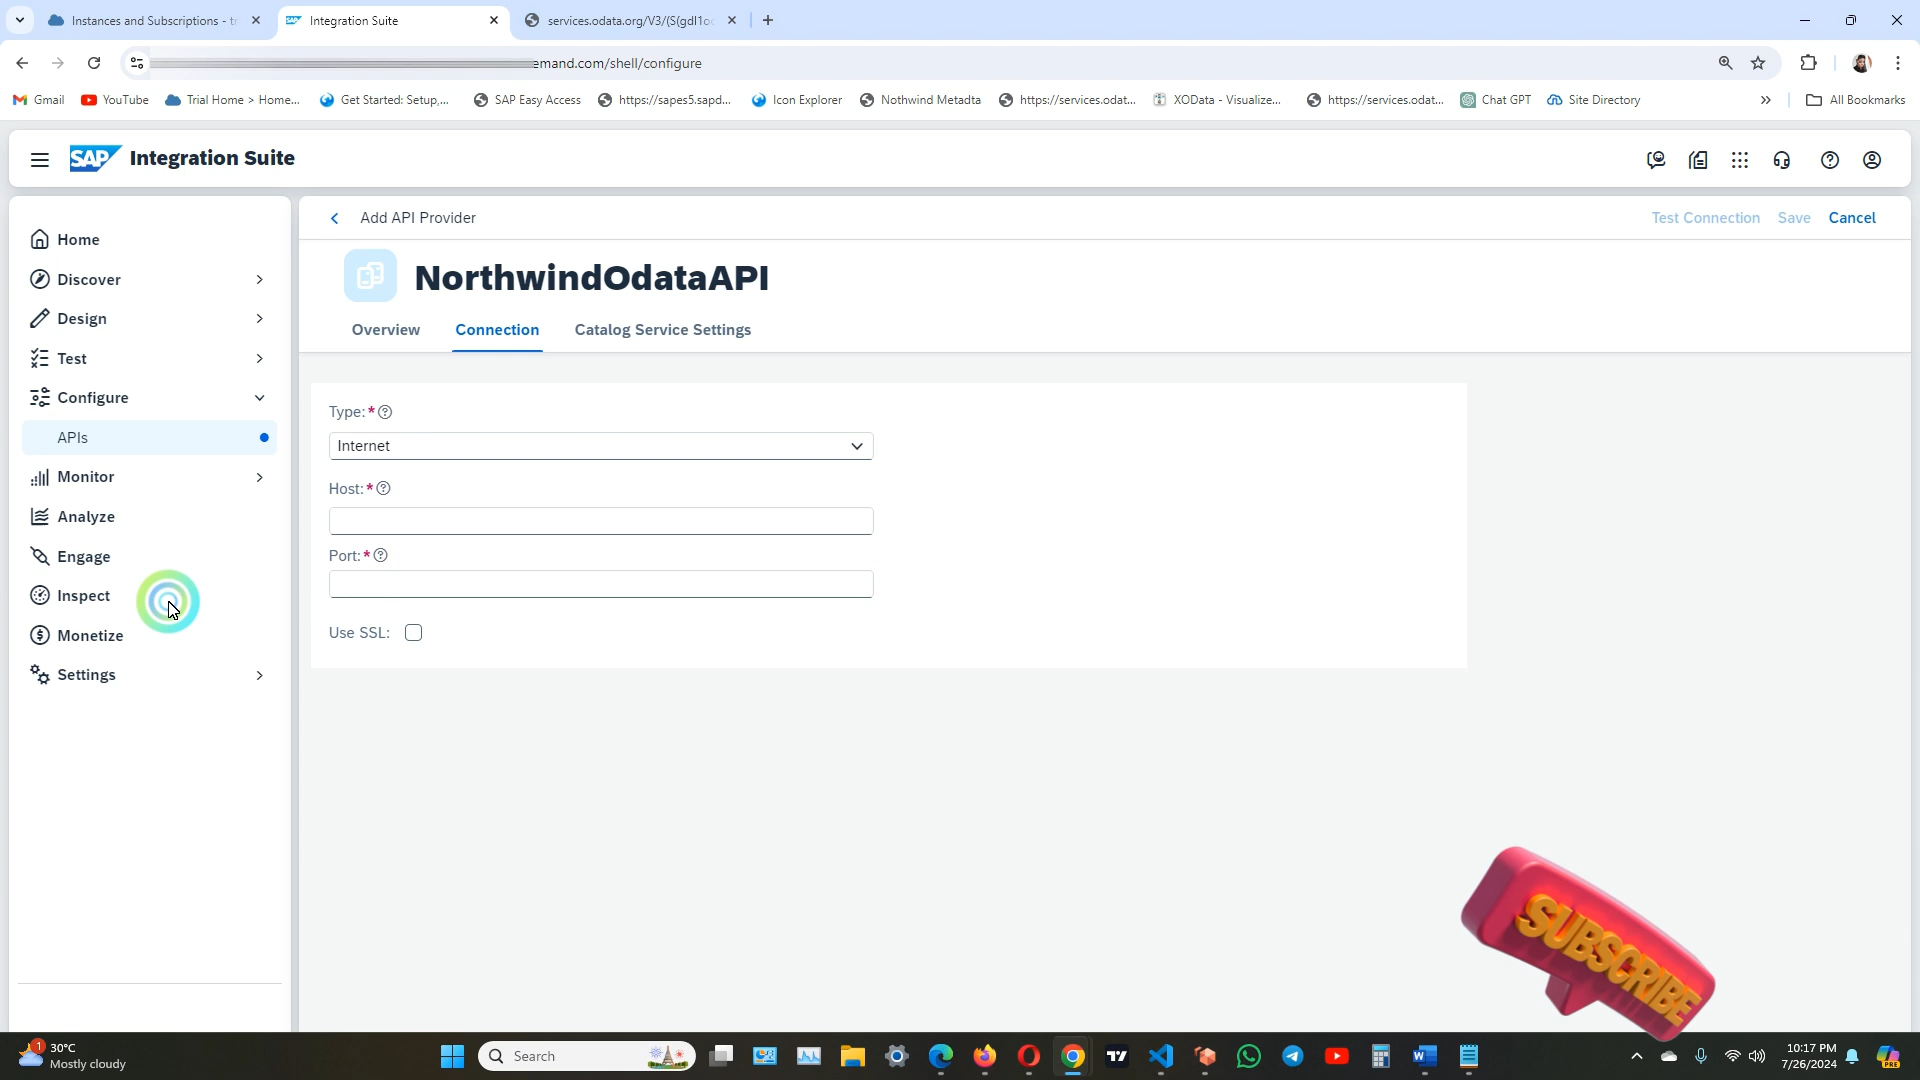 Instances and Subscriptions - tr
Integration Suite
services.odata.org/V3/(S(gdl1o
emand.com/shell/configure
Gmail
YouTube
Trial Home > Home...
Get Started: Setup,...
SAP Easy Access
https://sapes5.sapd...
Icon Explorer
Nothwind Metadta
https://services.odat...
XOData - Visualize...
https://services.odat...
Chat GPT
Site Directory
»
All Bookmarks
SAP
Integration Suite
Home
Discover
Design
Test
Configure
APIs
Monitor
Analyze
Engage
Inspect
Monetize
Settings
Add API Provider
Test Connection
Save
Cancel
NorthwindOdataAPI
Overview
Connection
Catalog Service Settings
Type:*
Internet
Host:*
Port:*
Use SSL:
SUBSCRIBE
1
30°C
Mostly cloudy
Search
10:17 PM
7/26/2024
PRE